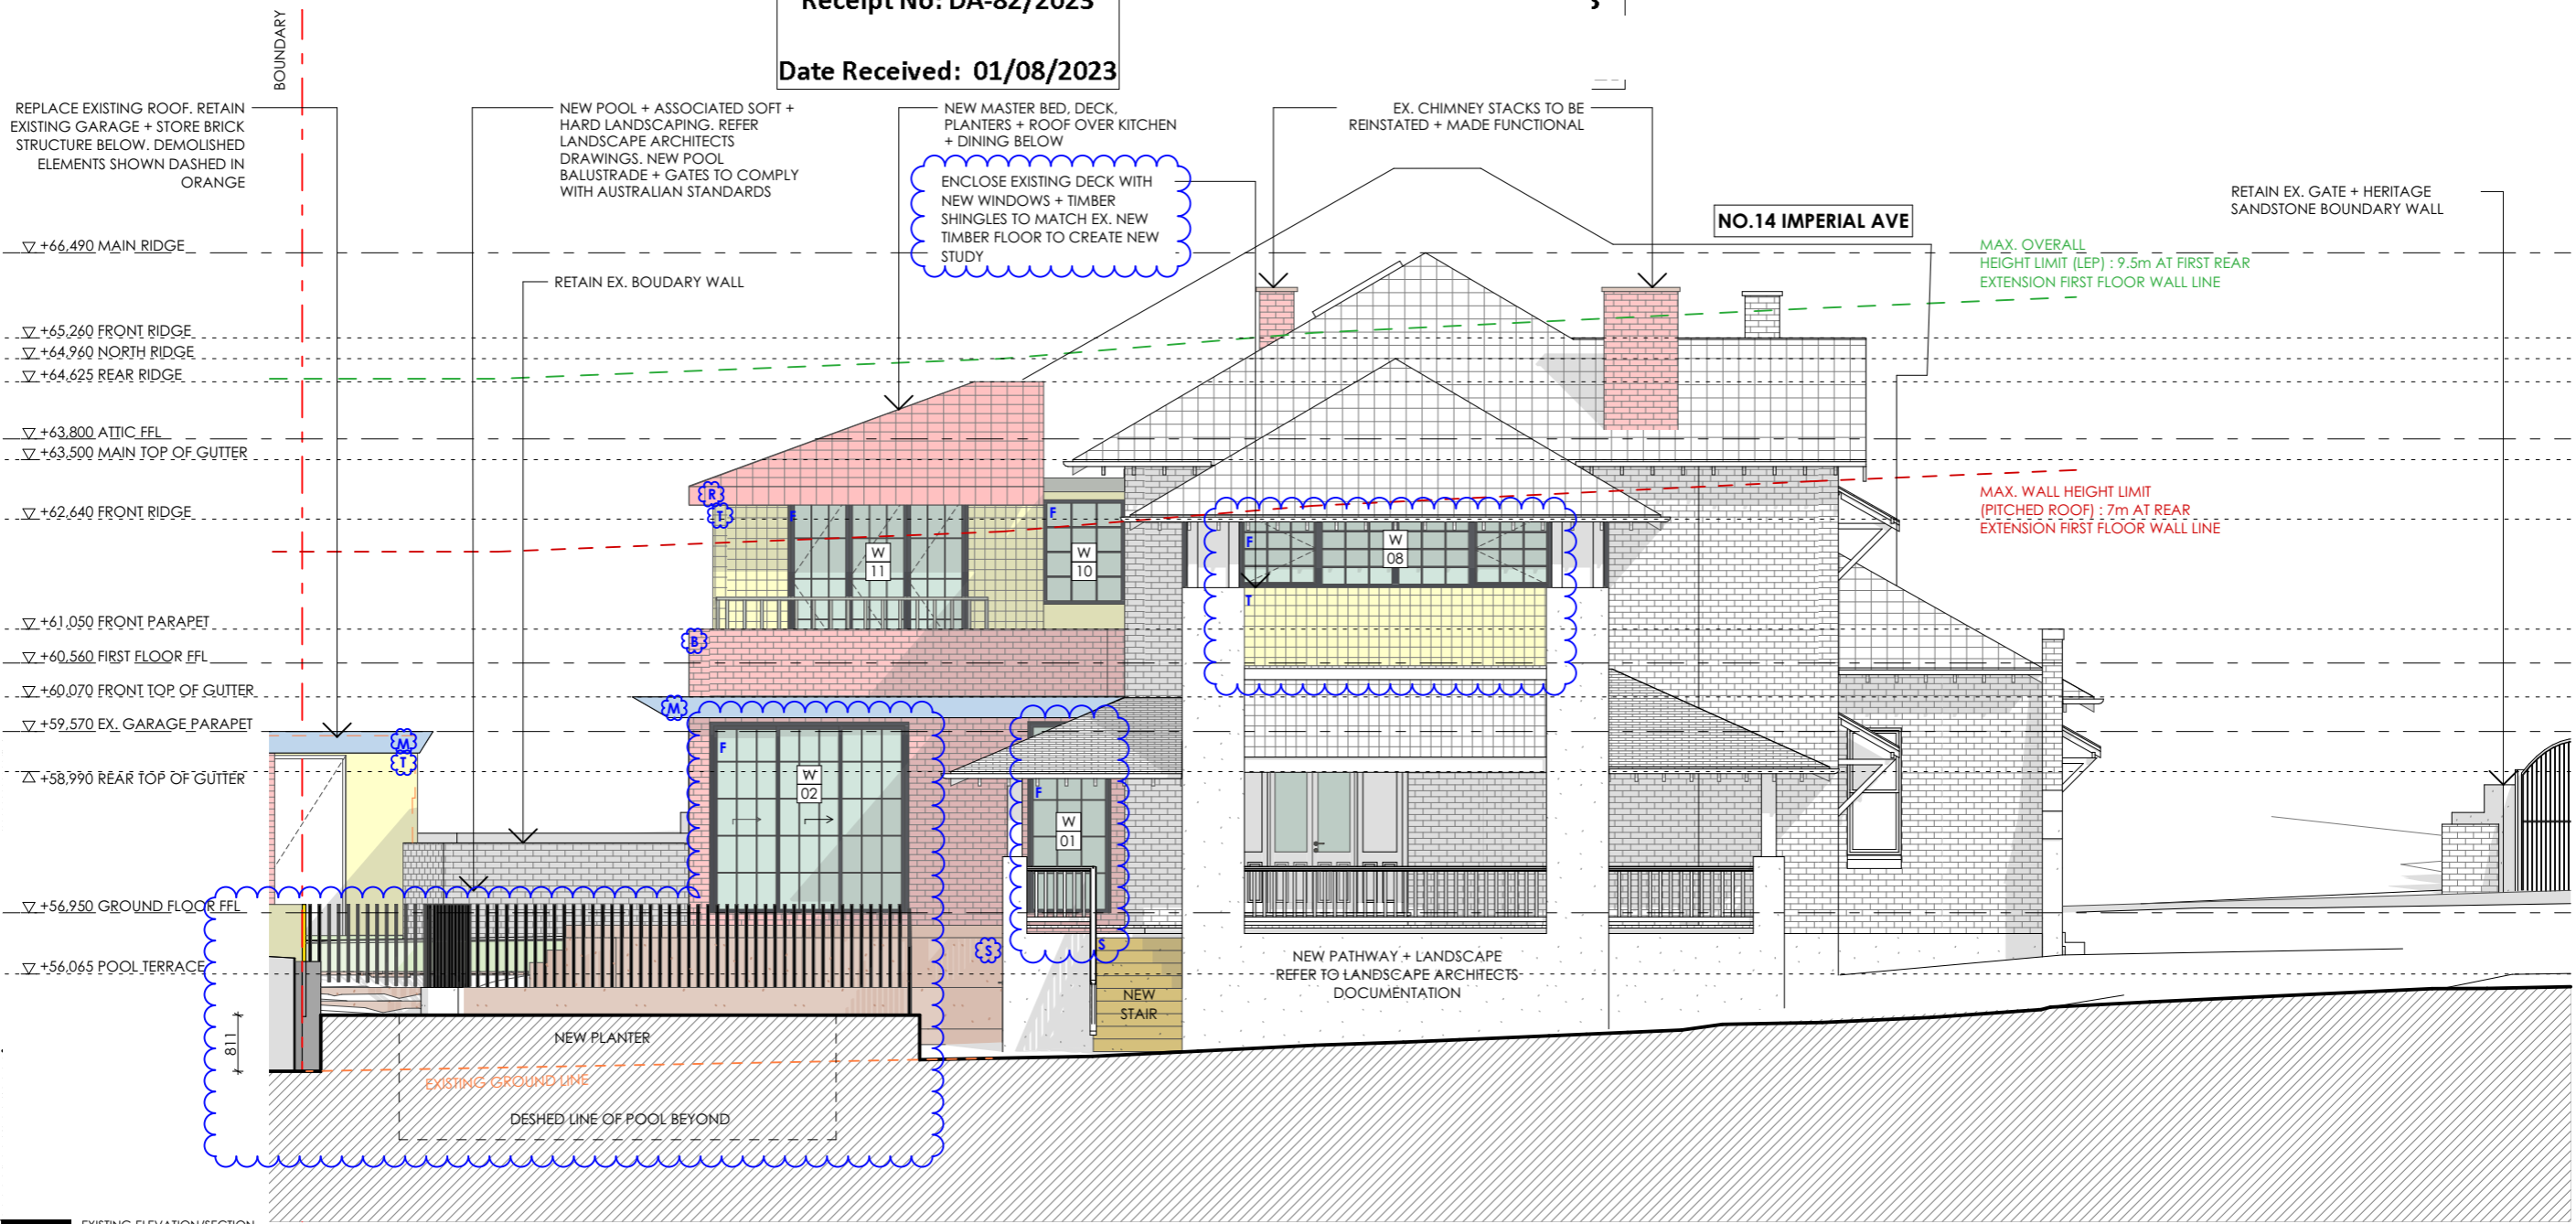 Receipt No: DA-82/2023
Date Received: 01/08/2023
BOUNDARY
REPLACE EXISTING ROOF. RETAIN
EXISTING GARAGE + STORE BRICK
STRUCTURE BELOW. DEMOLISHED
ELEMENTS SHOWN DASHED IN
ORANGE
NEW POOL + ASSOCIATED SOFT +
HARD LANDSCAPING. REFER
LANDSCAPE ARCHITECTS
DRAWINGS. NEW POOL
BALUSTRADE + GATES TO COMPLY
WITH AUSTRALIAN STANDARDS
NEW MASTER BED, DECK,
PLANTERS + ROOF OVER KITCHEN
+ DINING BELOW
ENCLOSE EXISTING DECK WITH
NEW WINDOWS + TIMBER
SHINGLES TO MATCH EX. NEW
TIMBER FLOOR TO CREATE NEW
STUDY
EX. CHIMNEY STACKS TO BE
REINSTATED + MADE FUNCTIONAL
RETAIN EX. GATE + HERITAGE
SANDSTONE BOUNDARY WALL
NO.14 IMPERIAL AVE
MAX. OVERALL
HEIGHT LIMIT (LEP) : 9.5m AT FIRST REAR
EXTENSION FIRST FLOOR WALL LINE
RETAIN EX. BOUDARY WALL
+66,490 MAIN RIDGE
+65,260 FRONT RIDGE
+64,960 NORTH RIDGE
+64,625 REAR RIDGE
+63,800 ATTIC FFL
+63,500 MAIN TOP OF GUTTER
+62,640 FRONT RIDGE
+61,050 FRONT PARAPET
+60,560 FIRST FLOOR FFL
+60,070 FRONT TOP OF GUTTER
+59,570 EX. GARAGE PARAPET
+58,990 REAR TOP OF GUTTER
+56,950 GROUND FLOOR FFL
+56,065 POOL TERRACE
MAX. WALL HEIGHT LIMIT
(PITCHED ROOF) : 7m AT REAR
EXTENSION FIRST FLOOR WALL LINE
R
T
F
W
11
F
W
10
F
W
08
T
B
M
M
T
F
W
02
F
W
01
S
S
NEW
STAIR
NEW PATHWAY + LANDSCAPE
REFER TO LANDSCAPE ARCHITECTS
DOCUMENTATION
811
NEW PLANTER
EXISTING GROUND LINE
DESHED LINE OF POOL BEYOND
EXISTING ELEVATION/SECTION